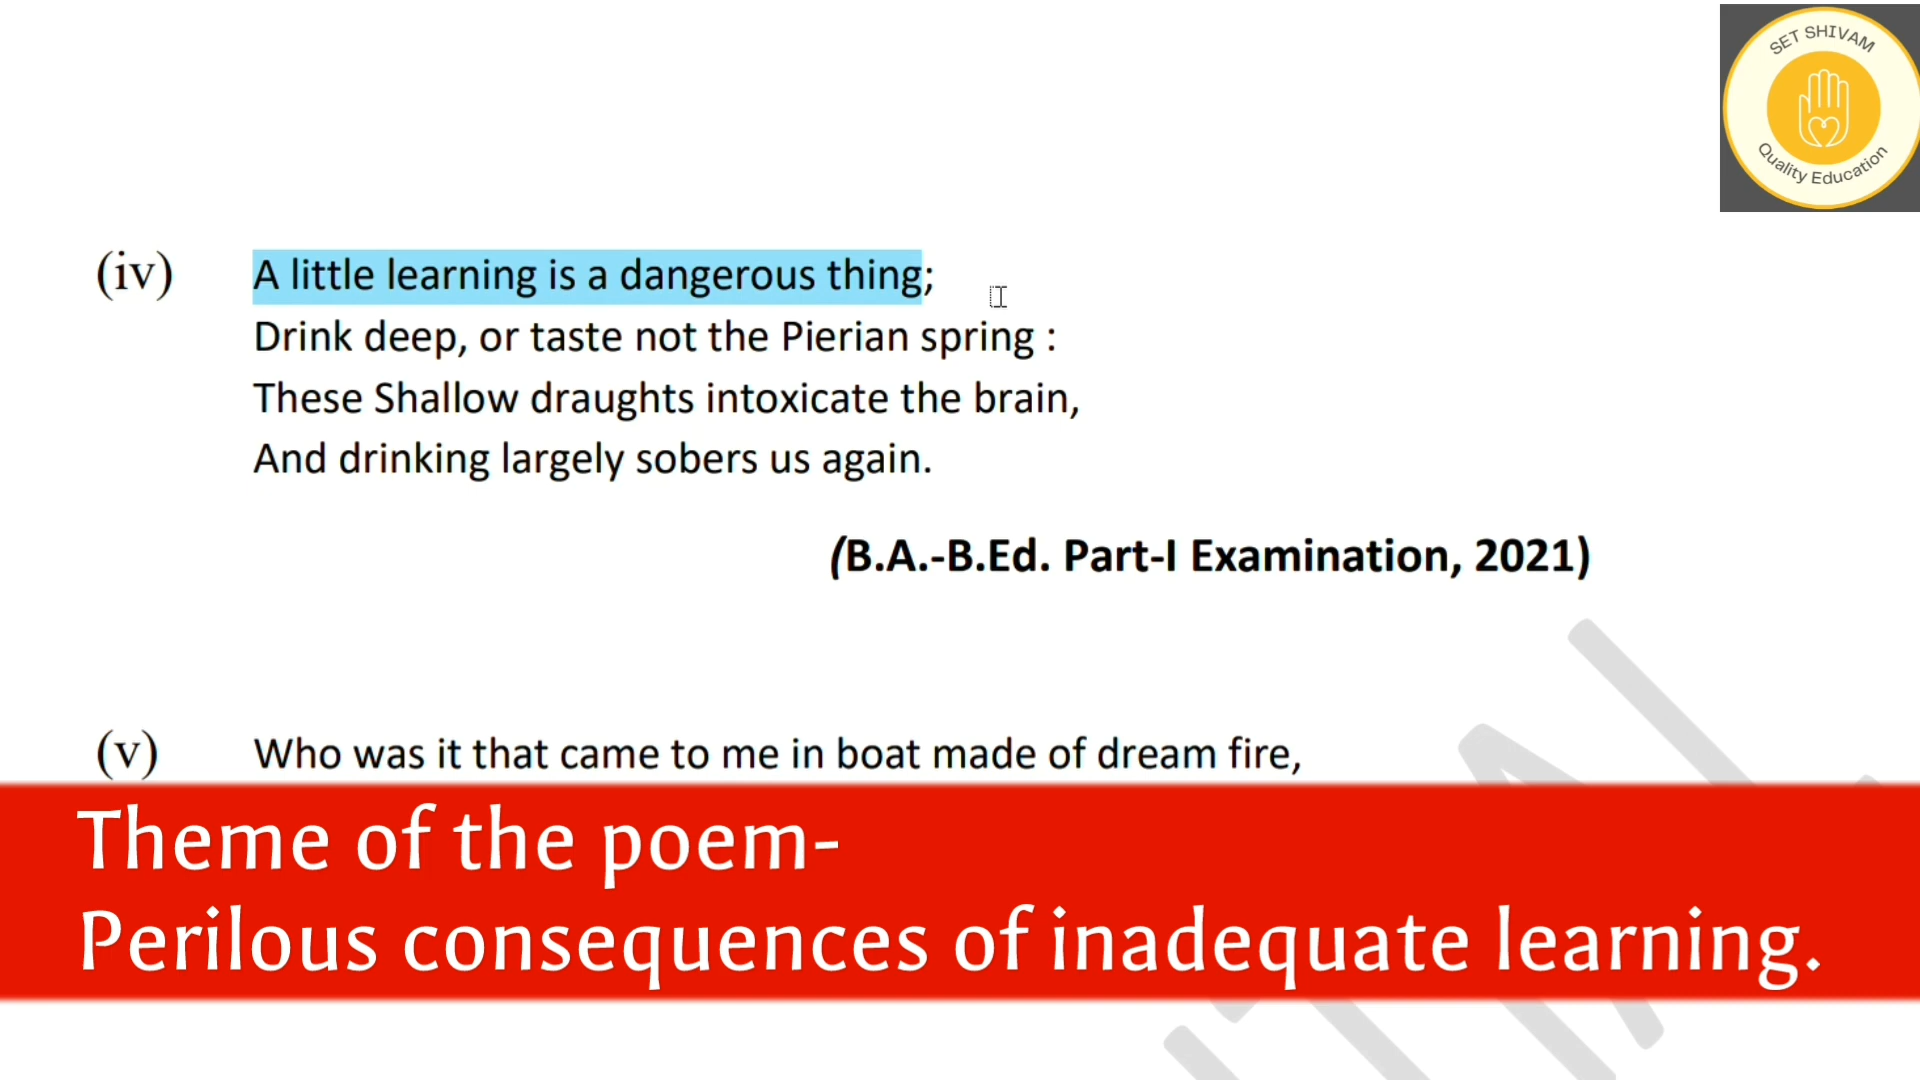 SET SHIVAM
Quality Education
(iv) A little learning is a dangerous thing;
Drink deep, or taste not the Pierian spring :
These Shallow draughts intoxicate the brain,
And drinking largely sobers us again.
(B.A.-B.Ed. Part-I Examination, 2021)
(v) Who was it that came to me in boat made of dream fire,
Theme of the poem-
Perilous consequences of inadequate learning.